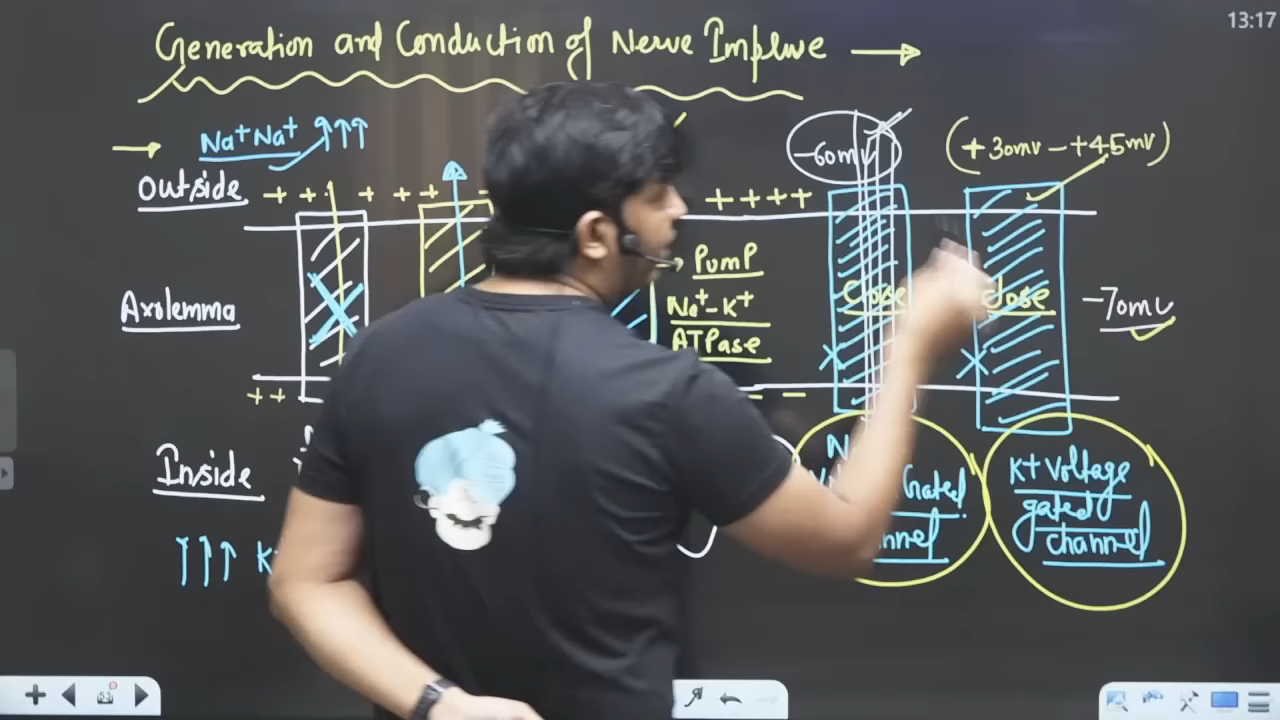 13:17
Generation and Conduction of Nerve Implwe →
→ Na+ Na+ ↑↑↑
-60mv
(+30mv - +45mv)
Outside + + + + + + + + + +
Axolemma
→ Pump
Na+-K+
ATPase
Close
Close
-70mv
++
- -
Inside
Gated
K+ Voltage
gated
channel
↑↑↑ K+